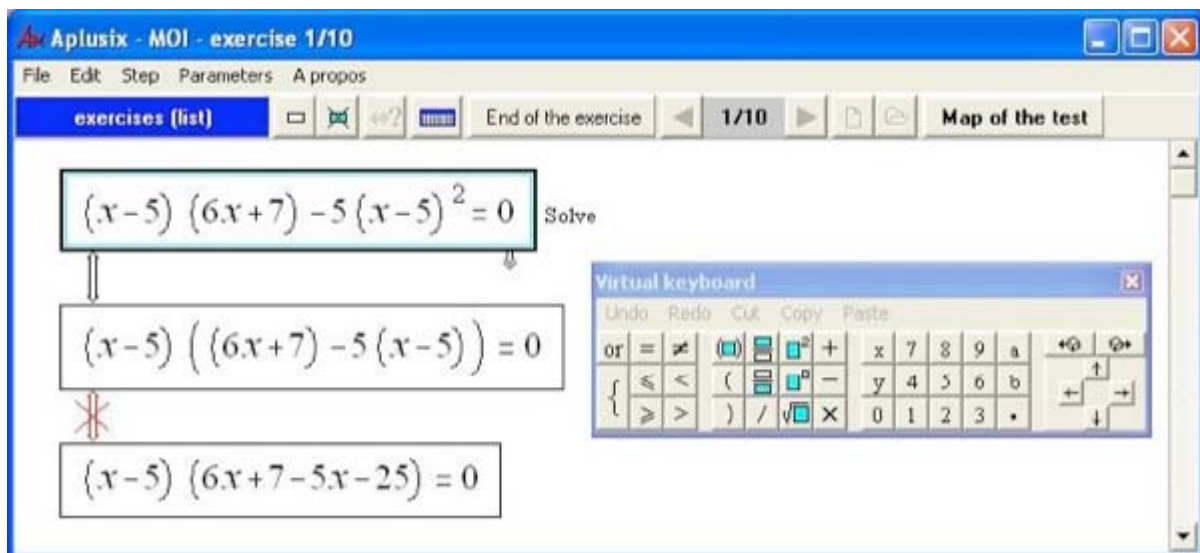 Aplusix - MOI - exercise 1/10
File Edit Step Parameters A propos
exercises (list) ⇔? End of the exercise 1/10 Map of the test
(x-5) (6x+7) -5(x-5)² = 0 Solve
(x-5) ((6x+7) -5(x-5)) = 0
(x-5) (6x+7-5x-25) = 0
Virtual keyboard
Undo Redo Cut Copy Paste
or = ≠ (□) □² + x 7 8 9 a
{ ⩽ < ( □ⁿ − y 4 5 6 b
⩾ > ) / √□ × 0 1 2 3 •